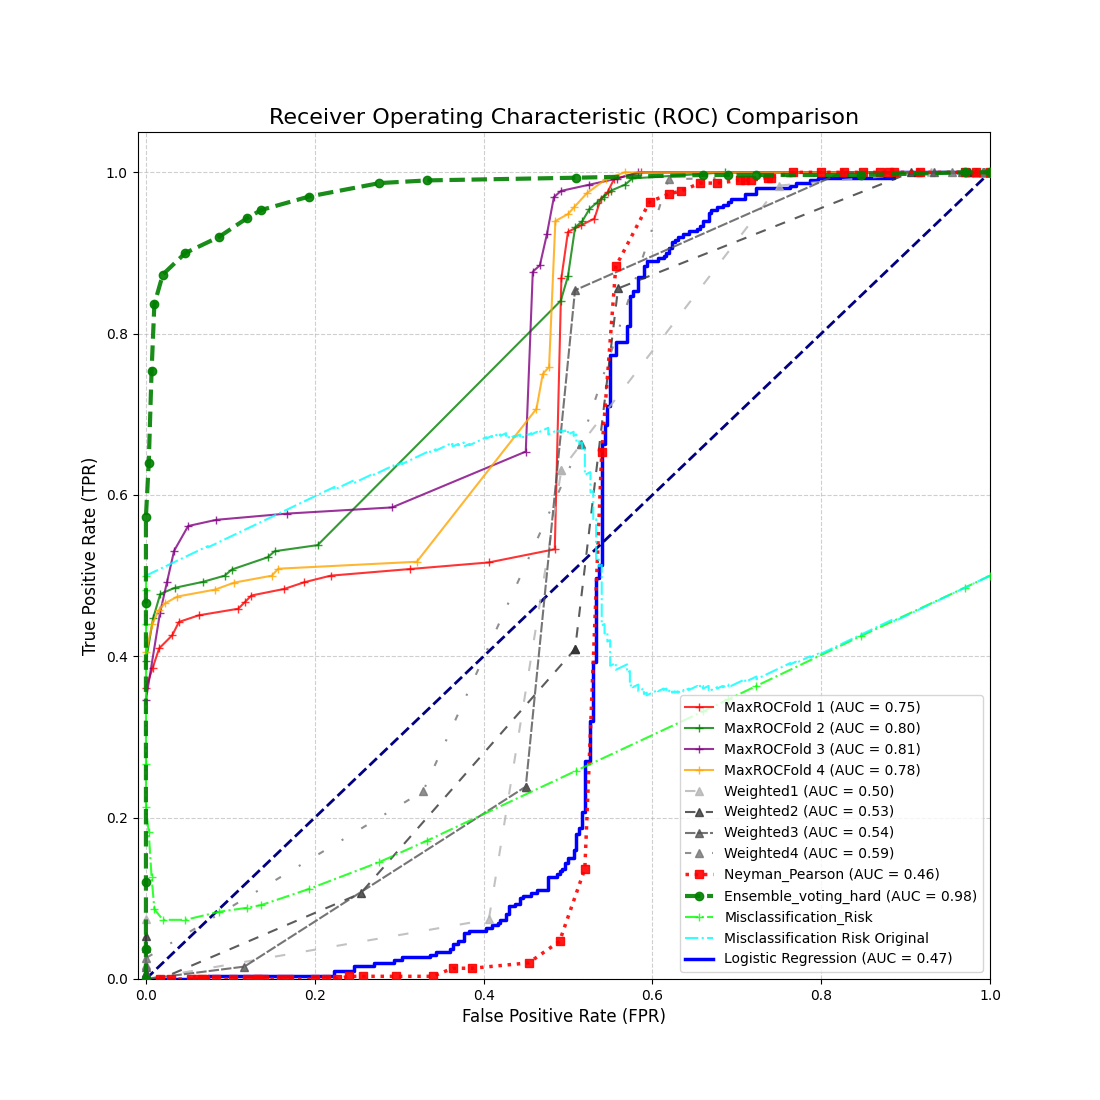 Receiver Operating Characteristic (ROC) Comparison
True Positive Rate (TPR)
1.0
0.8
0.6
0.4
0.2
0.0
MaxROCFold 1 (AUC = 0.75)
MaxROCFold 2 (AUC = 0.80)
MaxROCFold 3 (AUC = 0.81)
MaxROCFold 4 (AUC = 0.78)
Weighted1 (AUC = 0.50)
Weighted2 (AUC = 0.53)
Weighted3 (AUC = 0.54)
Weighted4 (AUC = 0.59)
Neyman_Pearson (AUC = 0.46)
Ensemble_voting_hard (AUC = 0.98)
Misclassification_Risk
Misclassification Risk Original
Logistic Regression (AUC = 0.47)
0.0 0.2 0.4 0.6 0.8 1.0
False Positive Rate (FPR)